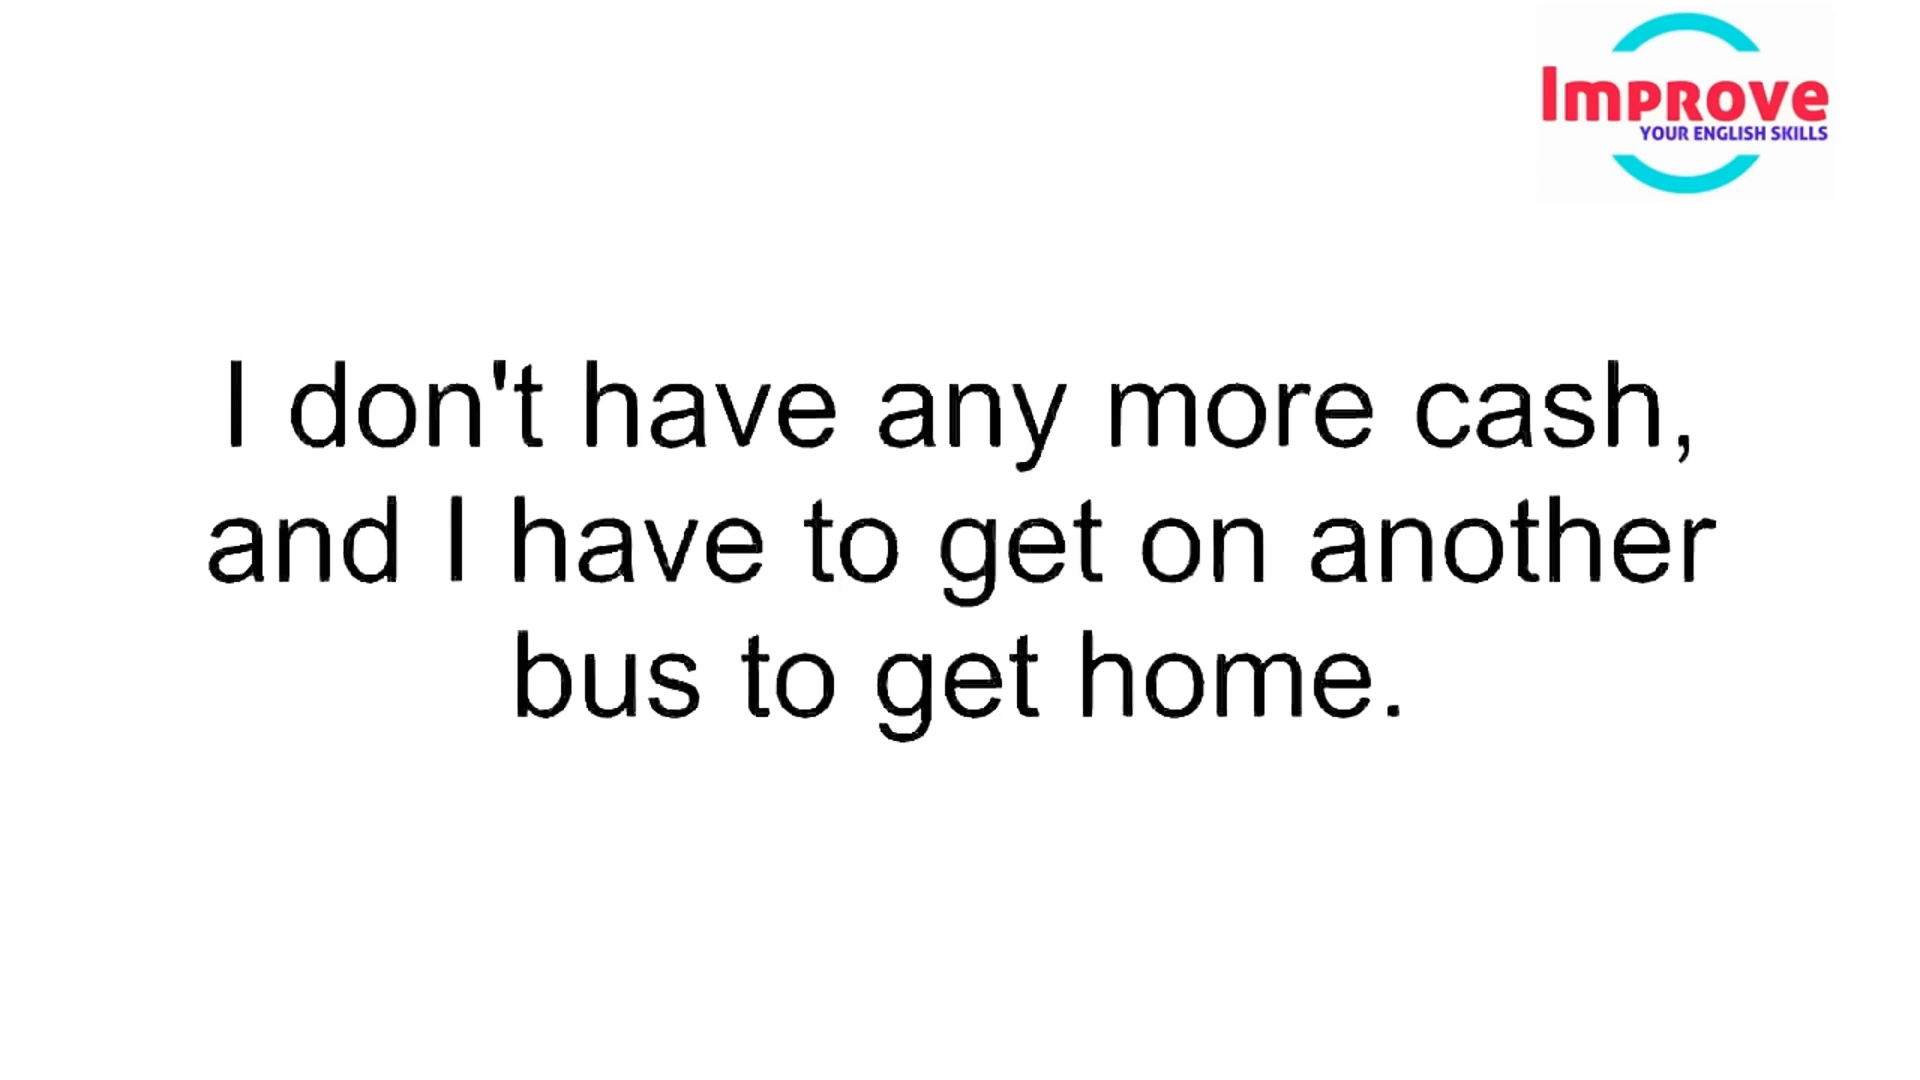 Improve
YOUR ENGLISH SKILLS
I don't have any more cash,
and I have to get on another
bus to get home.